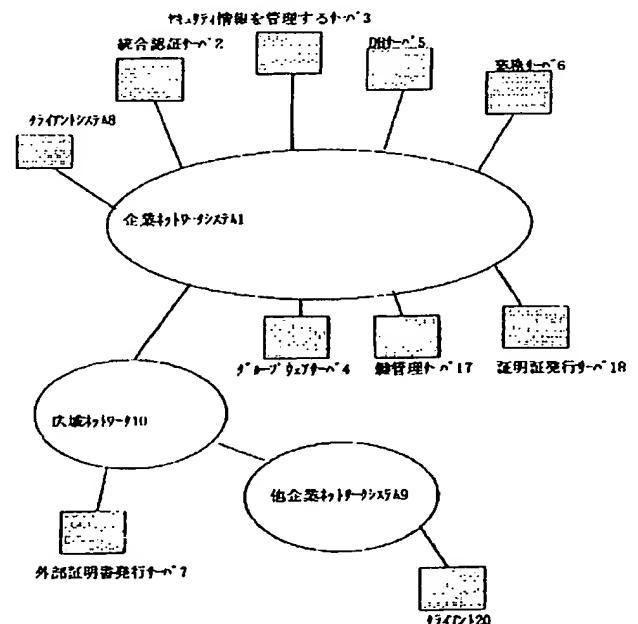 セキュリティ情報を管理するサーバ3
統合認証サーバ2
DBサーバ5
業務サーバ6
クライアントシステム8
企業ネットワークシステム1
グループウェアサーバ4
鍵管理サーバ17
証明証発行サーバ18
広域ネットワーク10
他企業ネットワークシステム9
外部証明書発行サーバ7
クライアント20